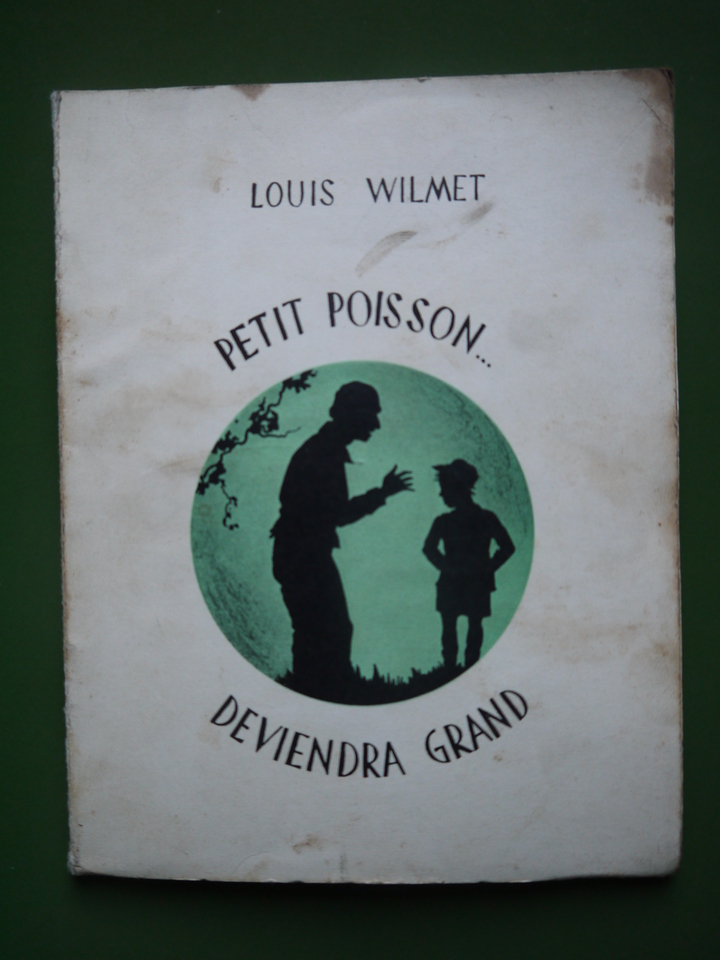 LOUIS WILMET
PETIT POISSON...
DEVIENDRA GRAND